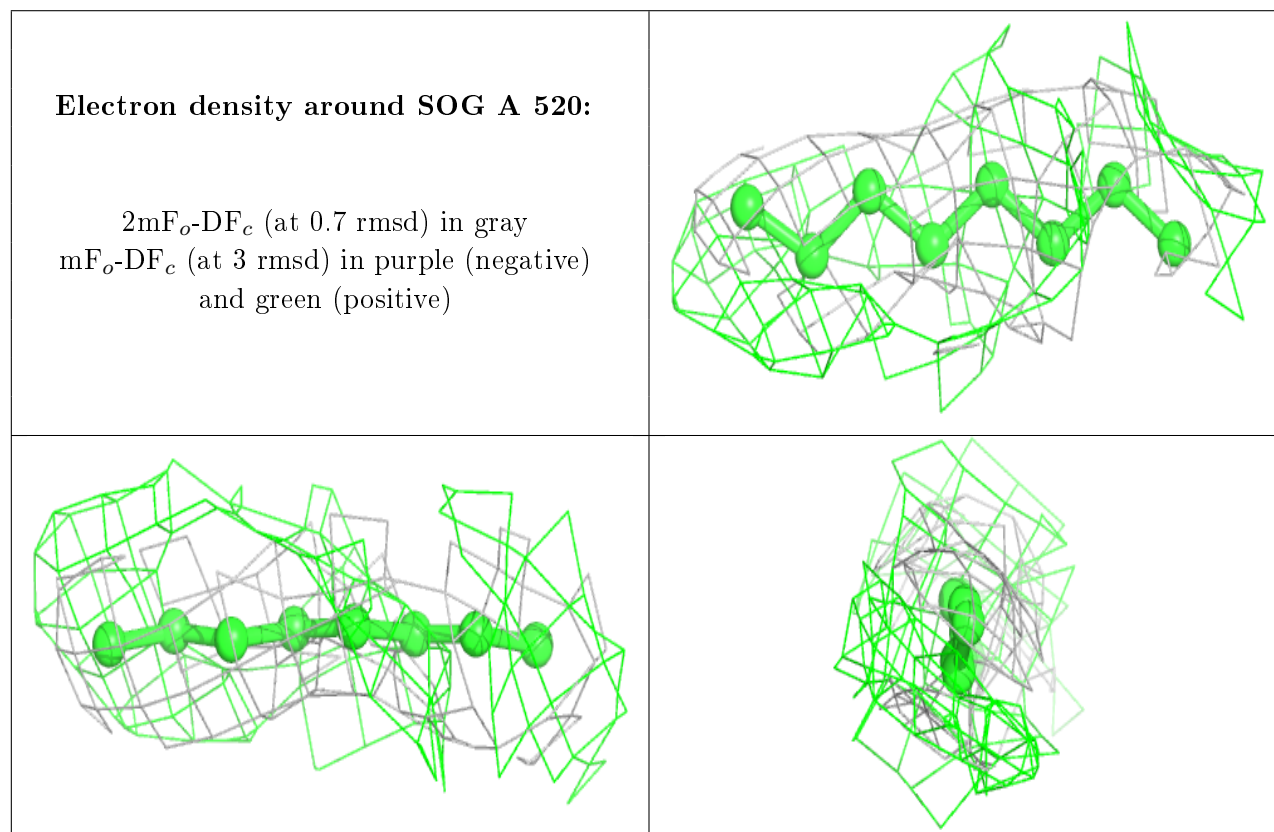 Electron density around SOG A 520:
2mFo-DFc (at 0.7 rmsd) in gray
mFo-DFc (at 3 rmsd) in purple (negative)
and green (positive)